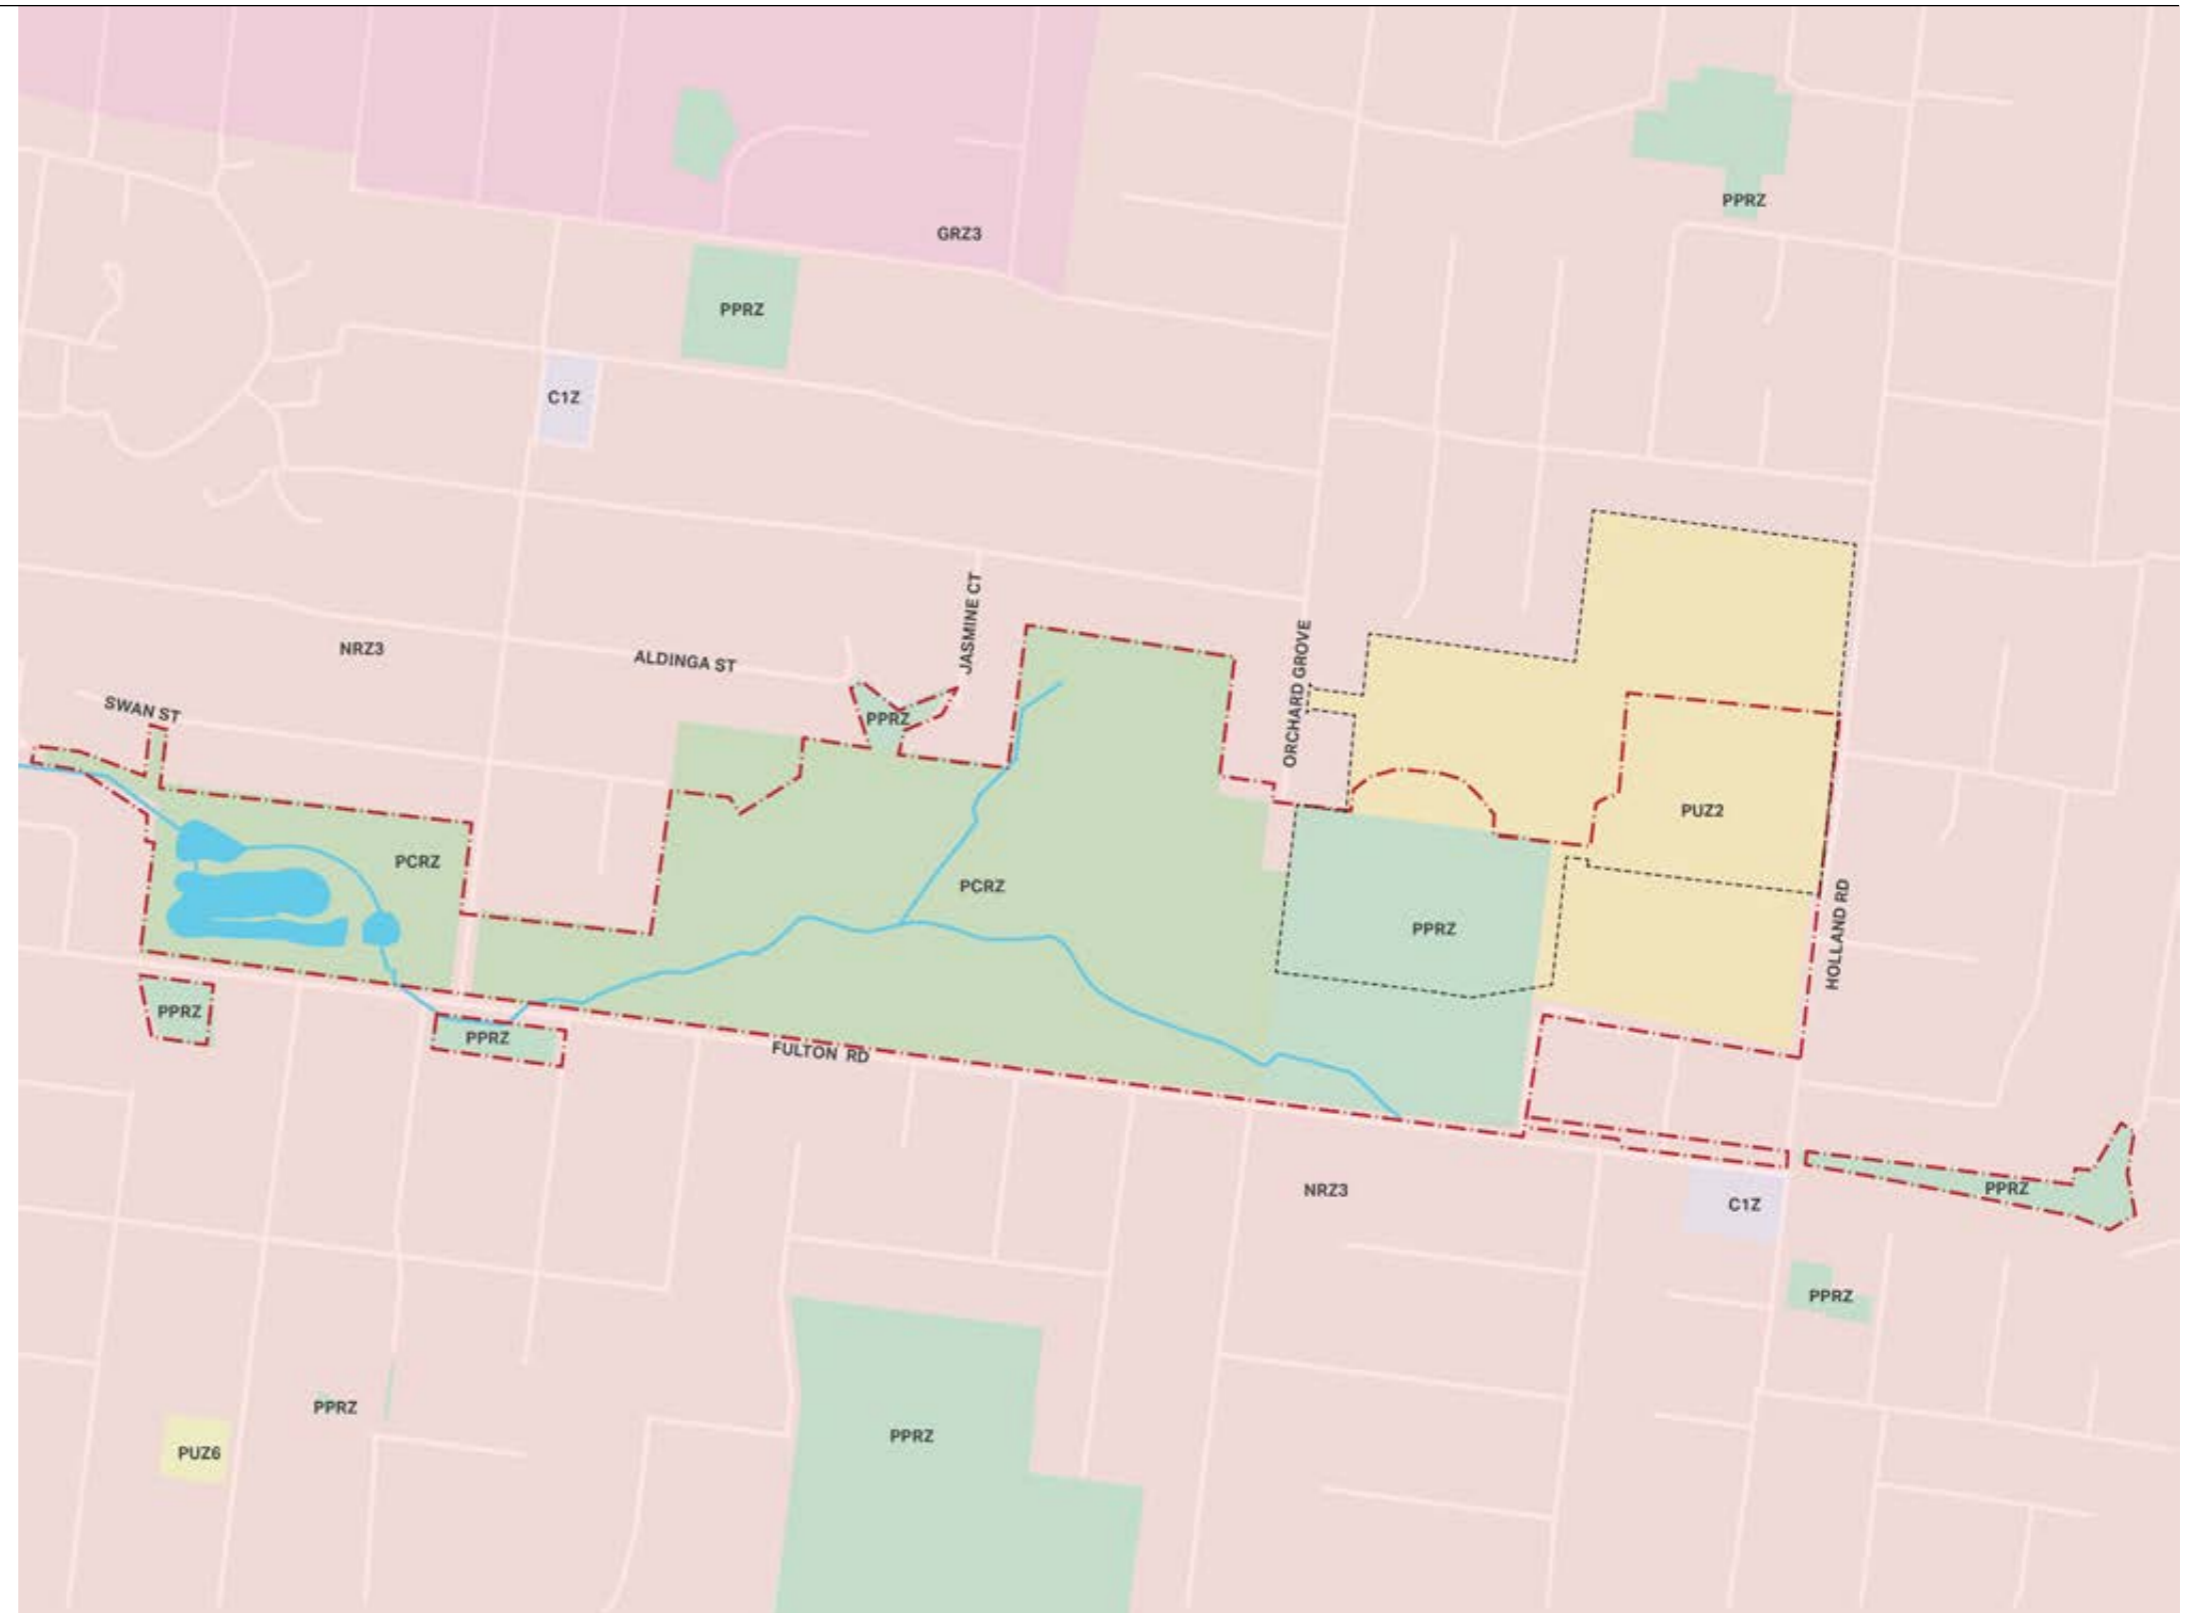 PPRZ
GRZ3
PPRZ
C1Z
JASMINE CT
ORCHARD GROVE
NRZ3
ALDINGA ST
SWAN ST
PPRZ
PUZ2
PCRZ
PCRZ
PPRZ
HOLLAND RD
PPRZ
PPRZ
FULTON RD
NRZ3
PPRZ
C1Z
PPRZ
PPRZ
PPRZ
PUZ6